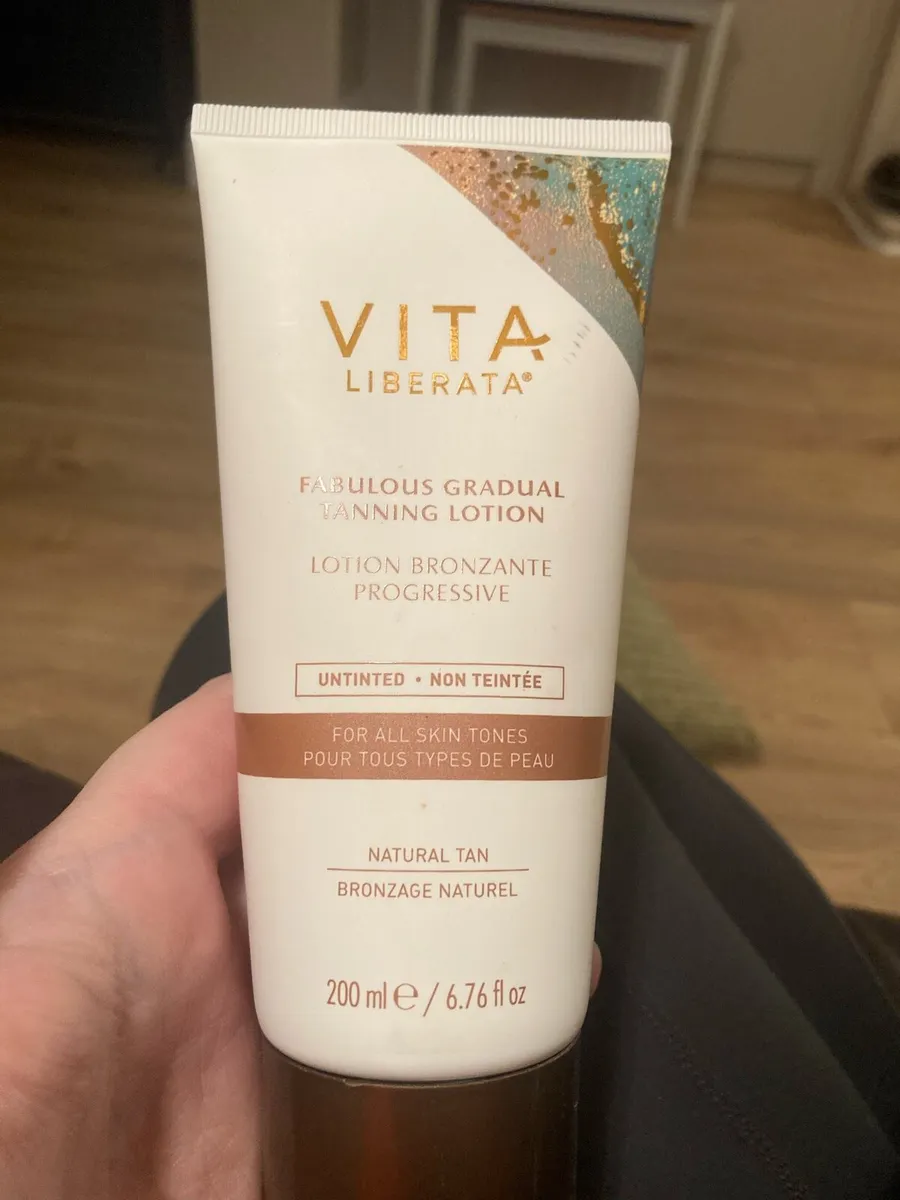 VITA
LIBERATA®
FABULOUS GRADUAL
TANNING LOTION
LOTION BRONZANTE
PROGRESSIVE
UNTINTED • NON TEINTÉE
FOR ALL SKIN TONES
POUR TOUS TYPES DE PEAU
NATURAL TAN
BRONZAGE NATUREL
200 ml ℮ / 6.76 fl oz